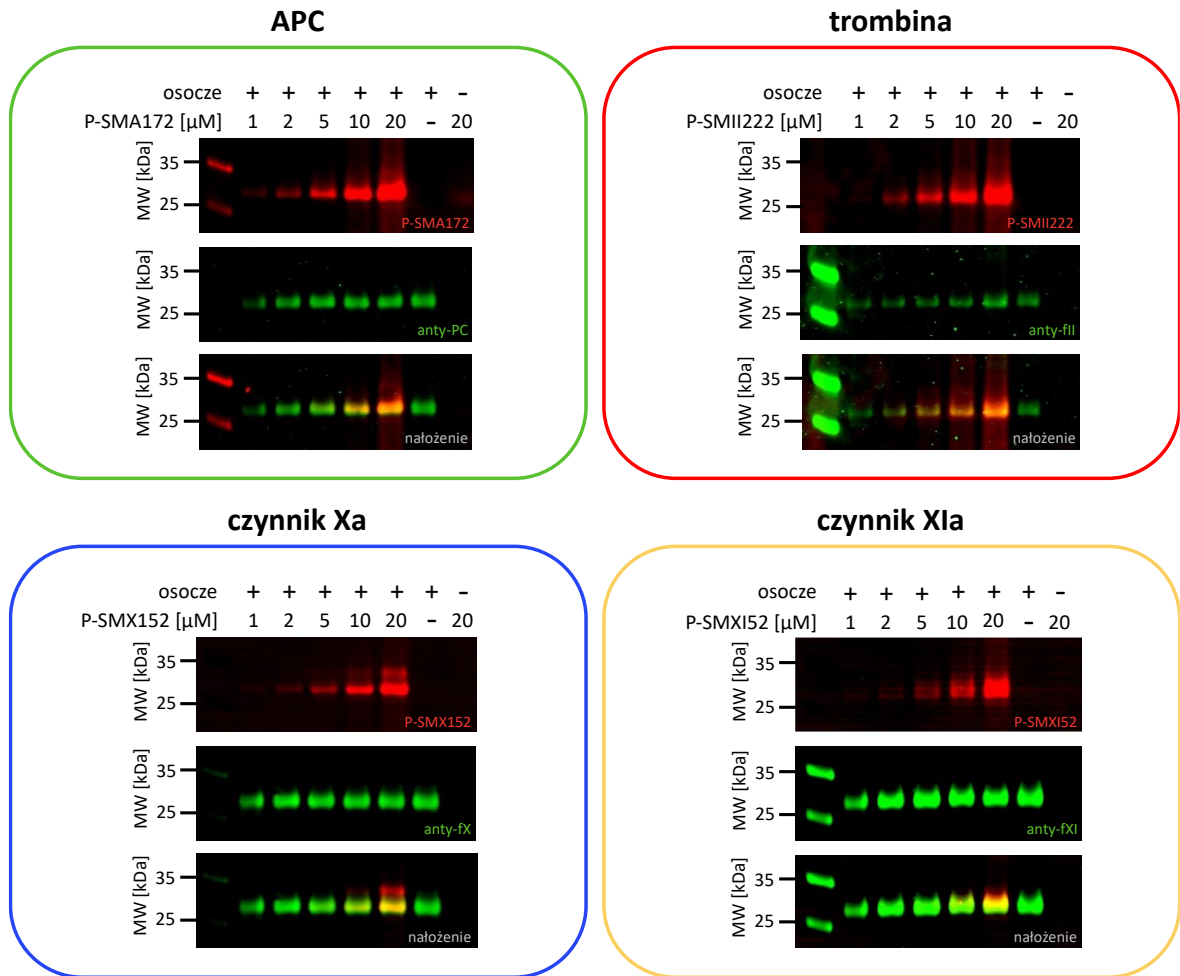 APC
osocze + + + + + + –
P-SMA172 [µM] 1 2 5 10 20 – 20
MW [kDa]
35
25
P-SMA172
MW [kDa]
35
25
anty-PC
MW [kDa]
35
25
nałożenie
trombina
osocze + + + + + + –
P-SMII222 [µM] 1 2 5 10 20 – 20
MW [kDa]
35
25
P-SMII222
MW [kDa]
35
25
anty-fII
MW [kDa]
35
25
nałożenie
czynnik Xa
osocze + + + + + + –
P-SMX152 [µM] 1 2 5 10 20 – 20
MW [kDa]
35
25
P-SMX152
MW [kDa]
35
25
anty-fX
MW [kDa]
35
25
nałożenie
czynnik XIa
osocze + + + + + + –
P-SMXI52 [µM] 1 2 5 10 20 – 20
MW [kDa]
35
25
P-SMXI52
MW [kDa]
35
25
anty-fXI
MW [kDa]
35
25
nałożenie